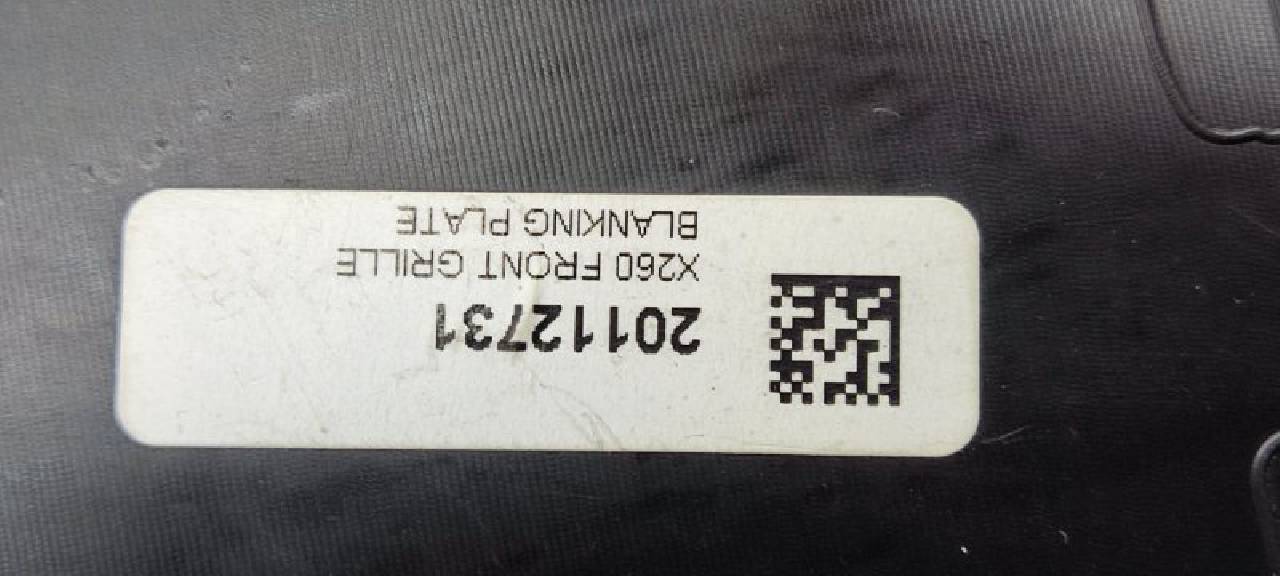 20112731
X260 FRONT GRILLE
BLANKING PLATE